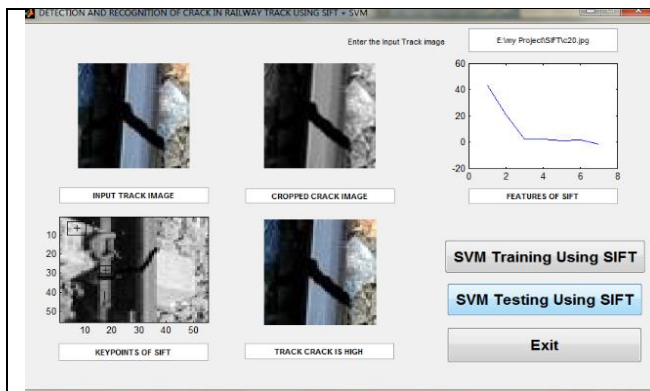 DETECTION AND RECOGNITION OF CRACK IN RAILWAY TRACK USING SIFT + SVM
Enter the Input Track image
E:\my Project\SIFT\c20.jpg
60
40
20
0
-20
0 2 4 6 8
INPUT TRACK IMAGE
CROPPED CRACK IMAGE
FEATURES OF SIFT
10
20
30
40
50
10 20 30 40 50
KEYPOINTS OF SIFT
TRACK CRACK IS HIGH
SVM Training Using SIFT
SVM Testing Using SIFT
Exit